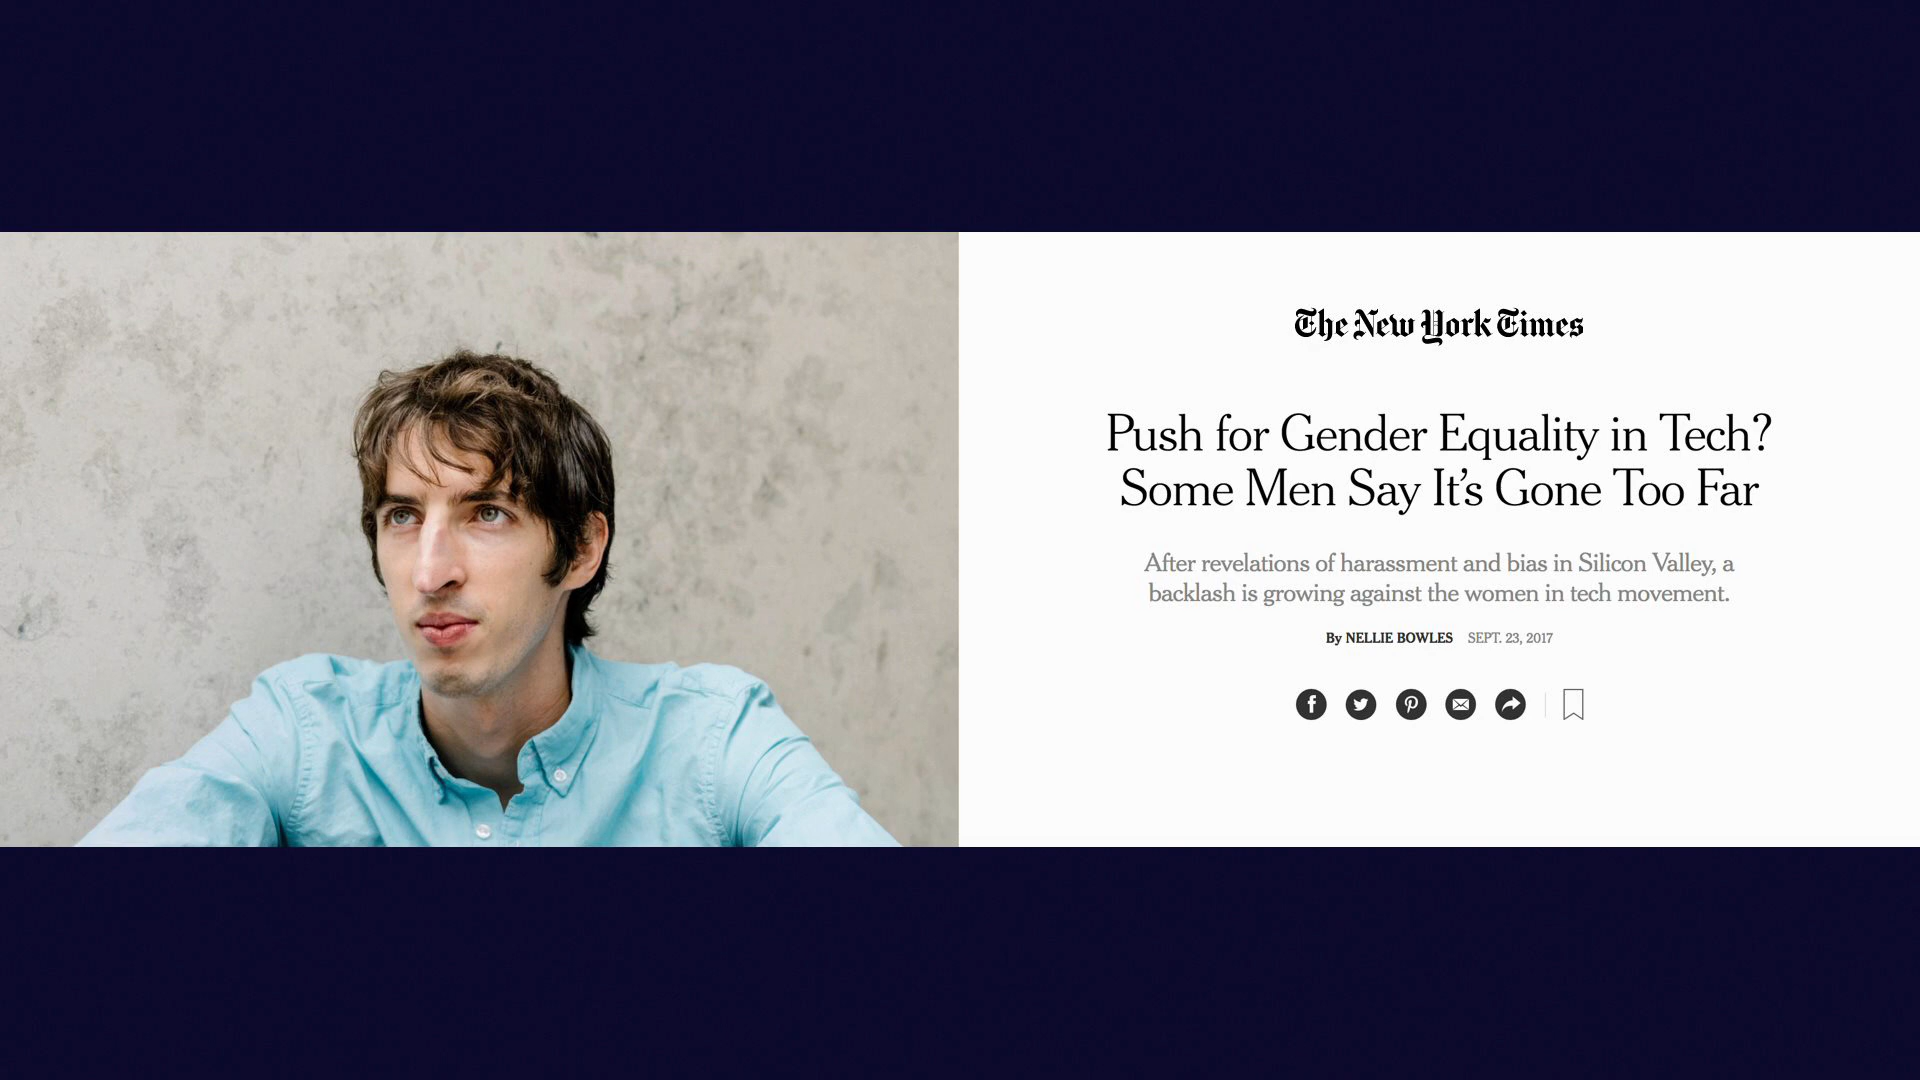 The New York Times
Push for Gender Equality in Tech?
Some Men Say It's Gone Too Far
After revelations of harassment and bias in Silicon Valley, a
backlash is growing against the women in tech movement.
By NELLIE BOWLES SEPT. 23, 2017